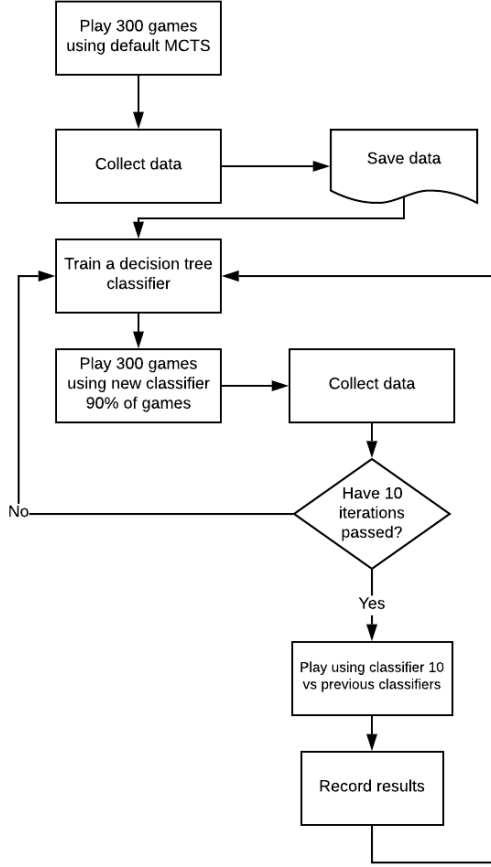 Play 300 games
using default MCTS
Collect data
Save data
Train a decision tree
classifier
Play 300 games
using new classifier
90% of games
Collect data
Have 10
iterations
passed?
No
Yes
Play using classifier 10
vs previous classifiers
Record results